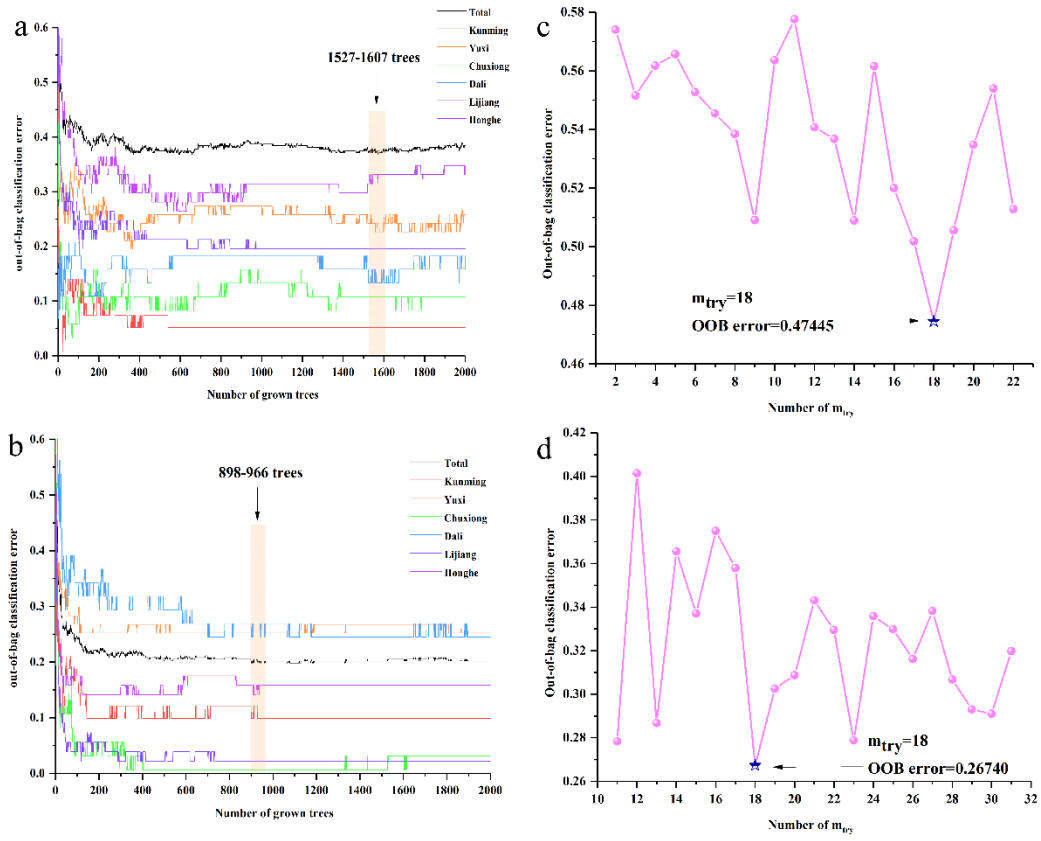 a
Total
Kunming
Yuxi
Chuxiong
Dali
Lijiang
Honghe
1527-1607 trees
out-of-bag classification error
0.6
0.5
0.4
0.3
0.2
0.1
0.0
0 200 400 600 800 1000 1200 1400 1600 1800 2000
Number of grown trees
c
Out-of-bag classification error
0.58
0.56
0.54
0.52
0.50
0.48
0.46
mtry=18
OOB error=0.47445
2 4 6 8 10 12 14 16 18 20 22
Number of mtry
b
898-966 trees
Total
Kunming
Yuxi
Chuxiong
Dali
Lijiang
Honghe
out-of-bag classification error
0.6
0.5
0.4
0.3
0.2
0.1
0.0
0 200 400 600 800 1000 1200 1400 1600 1800 2000
Number of grown trees
d
Out-of-bag classification error
0.42
0.40
0.38
0.36
0.34
0.32
0.30
0.28
0.26
mtry=18
OOB error=0.26740
10 12 14 16 18 20 22 24 26 28 30 32
Number of mtry